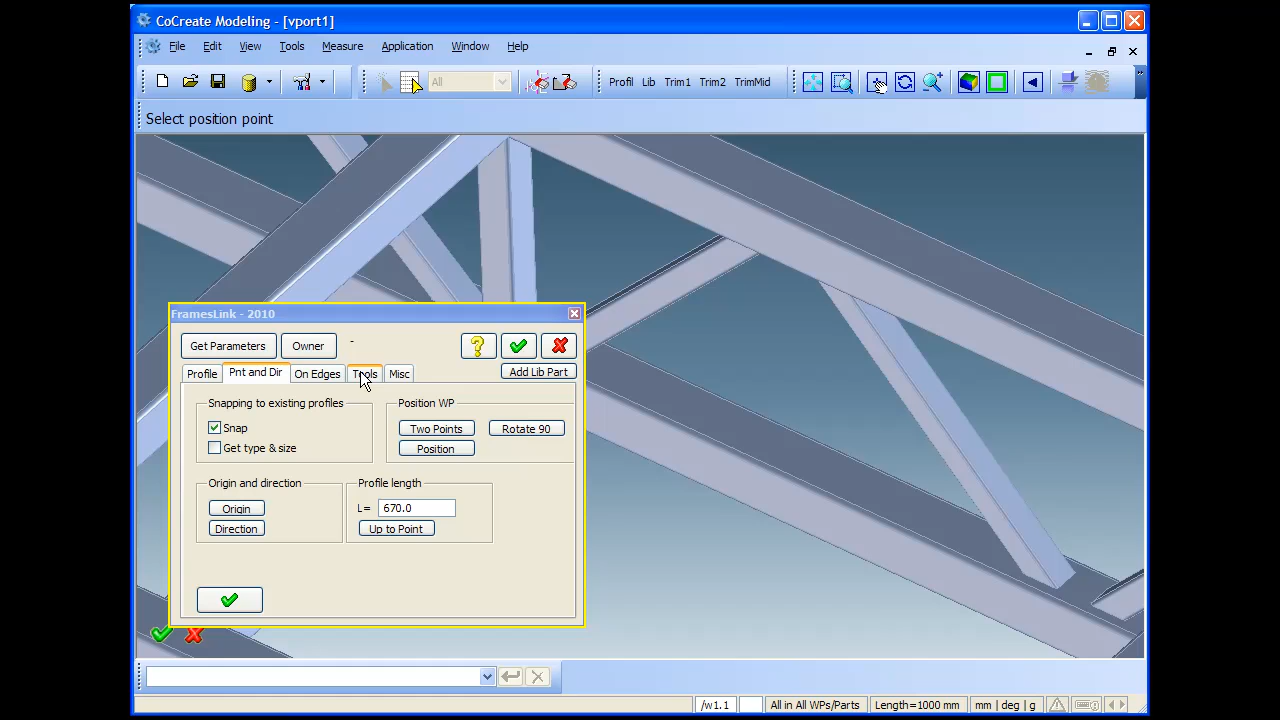 CoCreate Modeling - [vport1]
File Edit View Tools Measure Application Window Help
All Profil Lib Trim1 Trim2 TrimMid
Select position point
FramesLink - 2010
Get Parameters Owner -
Profile Pnt and Dir On Edges Tools Misc Add Lib Part
Snapping to existing profiles Position WP
Snap Two Points Rotate 90
Get type & size Position
Origin and direction Profile length
Origin L= 670.0
Direction Up to Point
/w1.1 All in All WPs/Parts Length=1000 mm mm | deg | g